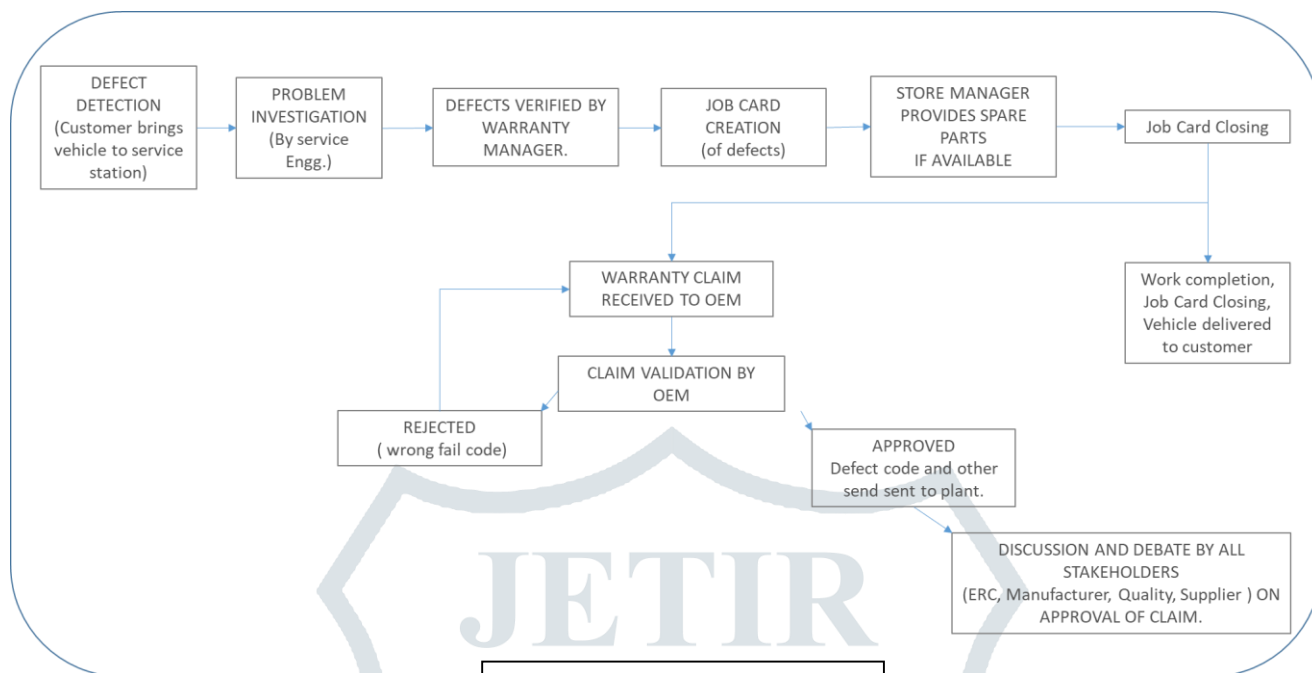 DEFECT
DETECTION
(Customer brings
vehicle to service
station)
PROBLEM
INVESTIGATION
(By service
Engg.)
DEFECTS VERIFIED BY
WARRANTY
MANAGER.
JOB CARD
CREATION
(of defects)
STORE MANAGER
PROVIDES SPARE
PARTS
IF AVAILABLE
Job Card Closing
WARRANTY CLAIM
RECEIVED TO OEM
Work completion,
Job Card Closing,
Vehicle delivered
to customer
CLAIM VALIDATION BY
OEM
REJECTED
( wrong fail code)
APPROVED
Defect code and other
send sent to plant.
DISCUSSION AND DEBATE BY ALL
STAKEHOLDERS
(ERC, Manufacturer, Quality, Supplier ) ON
APPROVAL OF CLAIM.
JETIR